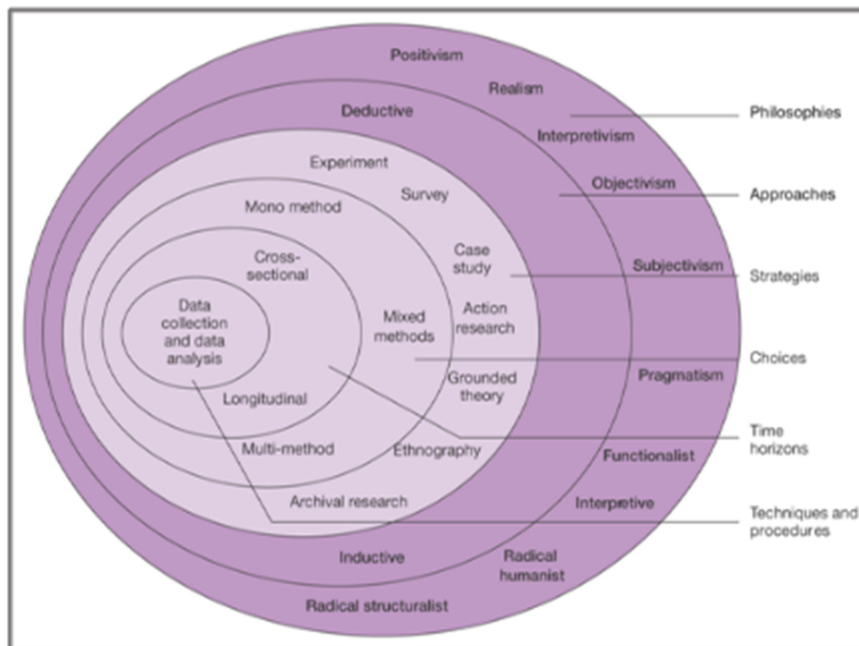 Positivism
Realism
Philosophies
Deductive
Interpretivism
Experiment
Objectivism
Survey
Approaches
Mono method
Cross-
sectional
Case
study
Subjectivism
Strategies
Data
collection
and data
analysis
Mixed
methods
Action
research
Choices
Grounded
theory
Pragmatism
Longitudinal
Multi-method
Ethnography
Functionalist
Time
horizons
Archival research
Interpretive
Techniques and
procedures
Inductive
Radical
humanist
Radical structuralist